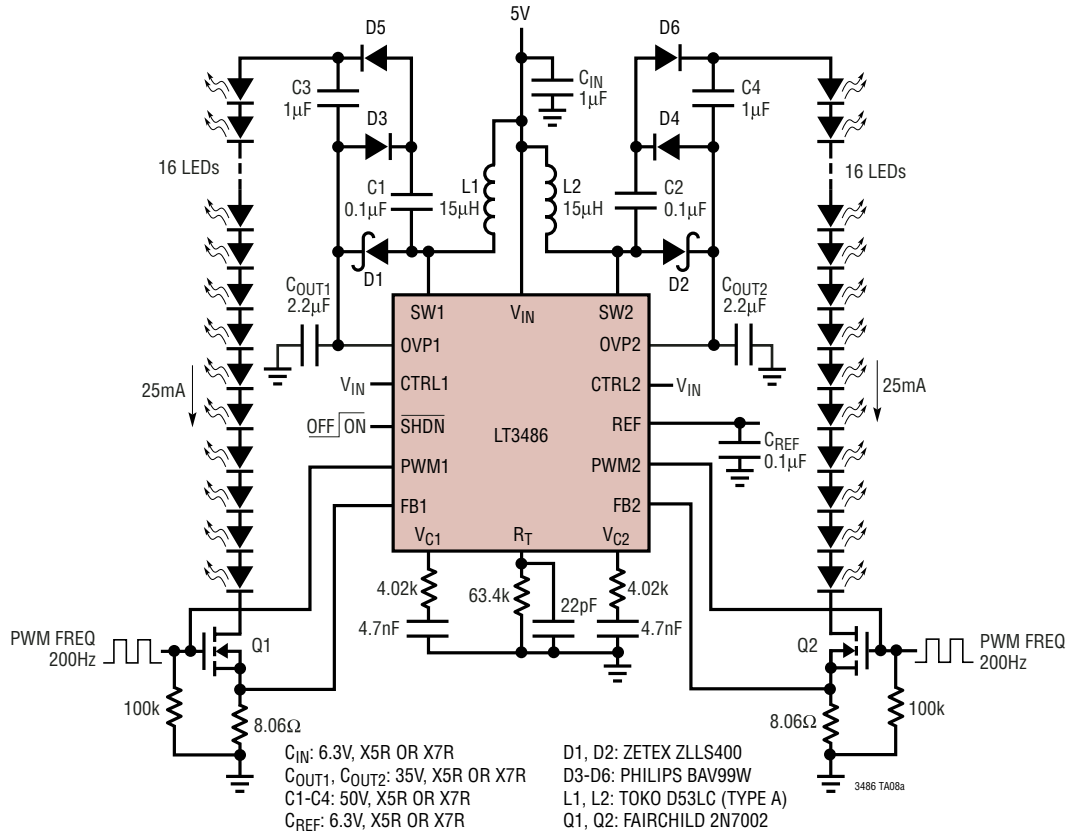 5V
D5
D6
C3
1µF
CIN
1µF
C4
1µF
D3
D4
16 LEDs
16 LEDs
C1
0.1µF
L1
15µH
L2
15µH
C2
0.1µF
D1
D2
COUT1
2.2µF
COUT2
2.2µF
SW1
VIN
SW2
OVP1
OVP2
25mA
VIN
CTRL1
CTRL2
VIN
25mA
OFF ON
SHDN
LT3486
REF
CREF
0.1µF
PWM1
PWM2
FB1
FB2
VC1
RT
VC2
4.02k
63.4k
22pF
4.02k
4.7nF
4.7nF
PWM FREQ
200Hz
Q1
Q2
PWM FREQ
200Hz
100k
8.06Ω
8.06Ω
100k
CIN: 6.3V, X5R OR X7R
COUT1, COUT2: 35V, X5R OR X7R
C1-C4: 50V, X5R OR X7R
CREF: 6.3V, X5R OR X7R
D1, D2: ZETEX ZLLS400
D3-D6: PHILIPS BAV99W
L1, L2: TOKO D53LC (TYPE A)
Q1, Q2: FAIRCHILD 2N7002
3486 TA08a